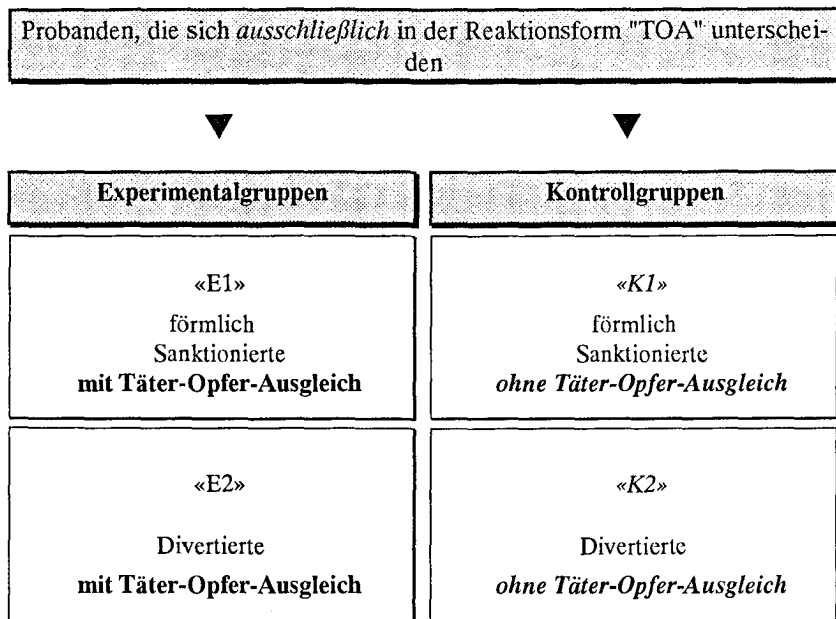 Probanden, die sich ausschließlich in der Reaktionsform "TOA" unterschei-
den
Experimentalgruppen
Kontrollgruppen
«E1»
förmlich
Sanktionierte
mit Täter-Opfer-Ausgleich
«K1»
förmlich
Sanktionierte
ohne Täter-Opfer-Ausgleich
«E2»
Divertierte
mit Täter-Opfer-Ausgleich
«K2»
Divertierte
ohne Täter-Opfer-Ausgleich